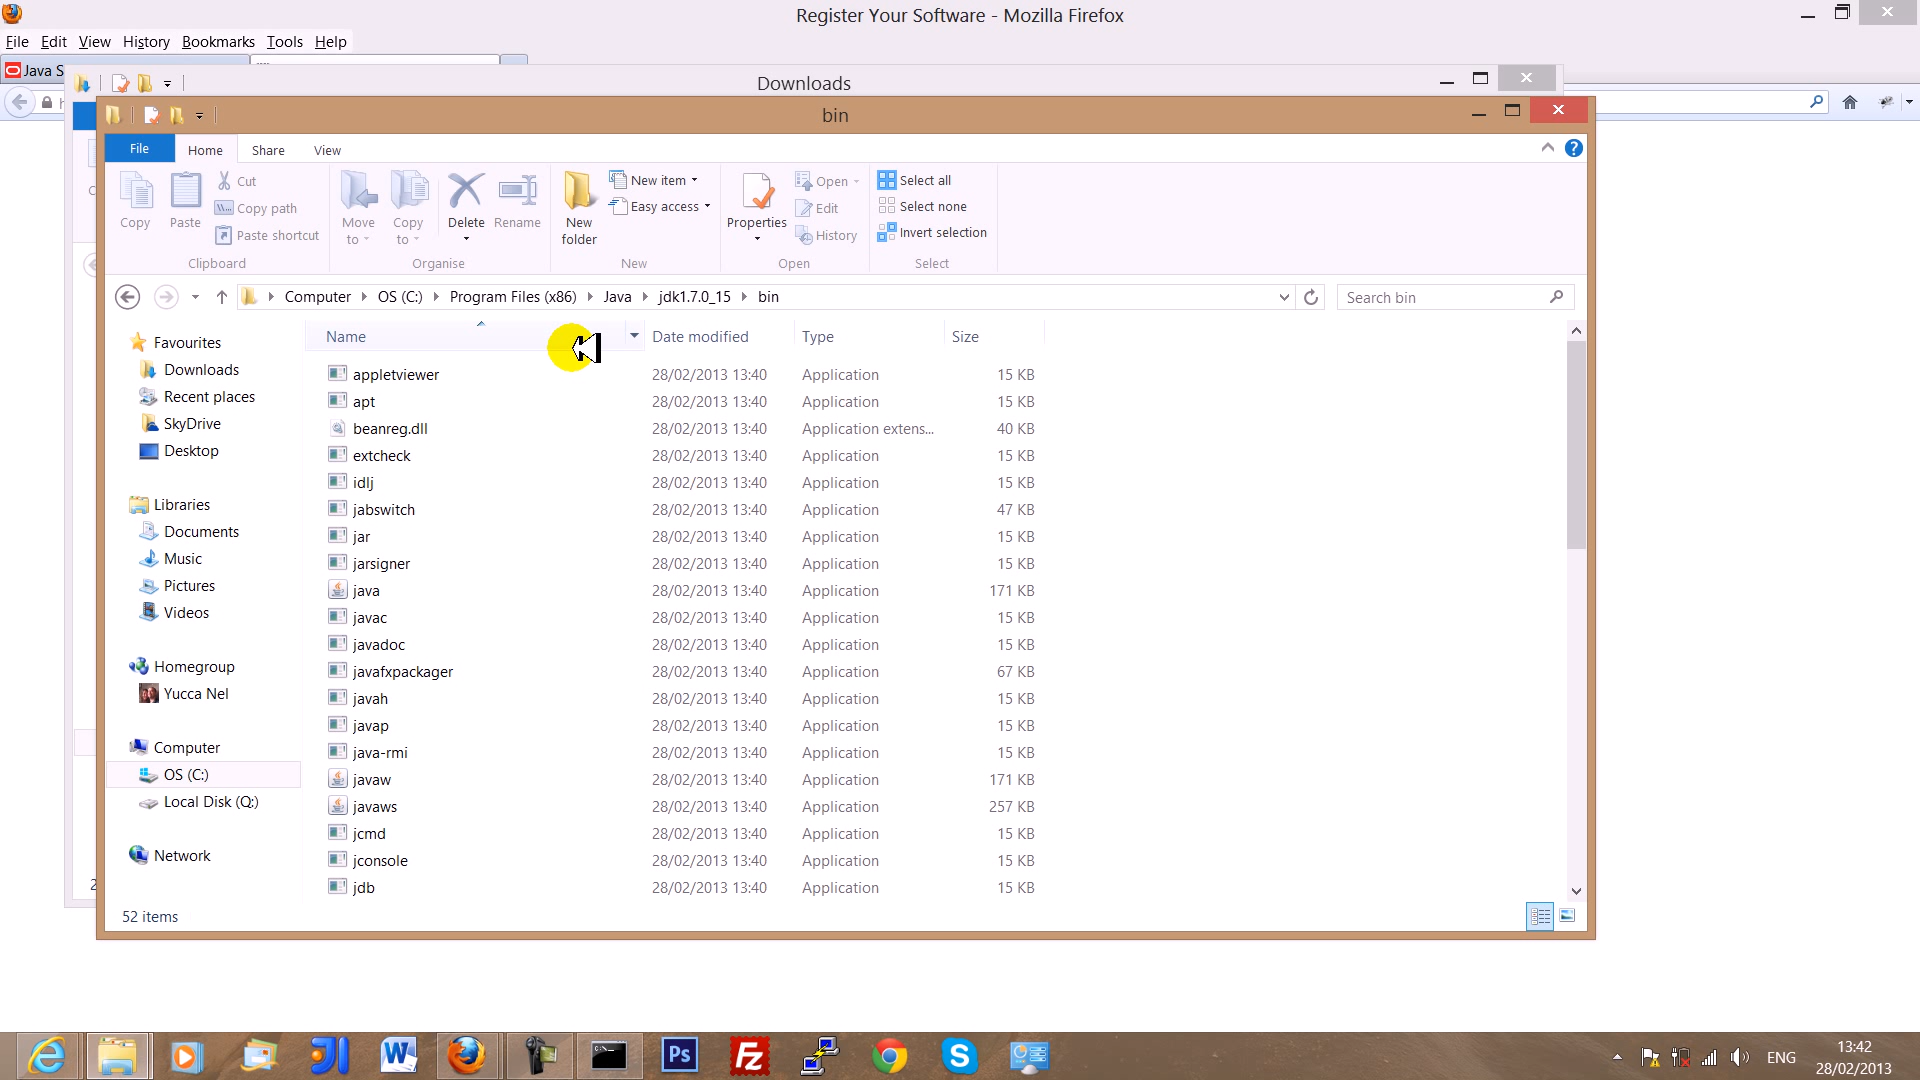 Register Your Software - Mozilla Firefox
File Edit View History Bookmarks Tools Help
Java S
Downloads
bin
File Home Share View
Copy
Paste
Cut
Copy path
Paste shortcut
Clipboard
Move to
Copy to
Delete
Rename
Organise
New folder
New item
Easy access
New
Properties
Open
Edit
History
Open
Select all
Select none
Invert selection
Select
Computer OS (C:) Program Files (x86) Java jdk1.7.0_15 bin
Search bin
Favourites
Downloads
Recent places
SkyDrive
Desktop
Libraries
Documents
Music
Pictures
Videos
Homegroup
Yucca Nel
Computer
OS (C:)
Local Disk (Q:)
Network
Name Date modified Type Size
appletviewer 28/02/2013 13:40 Application 15 KB
apt 28/02/2013 13:40 Application 15 KB
beanreg.dll 28/02/2013 13:40 Application extens... 40 KB
extcheck 28/02/2013 13:40 Application 15 KB
idlj 28/02/2013 13:40 Application 15 KB
jabswitch 28/02/2013 13:40 Application 47 KB
jar 28/02/2013 13:40 Application 15 KB
jarsigner 28/02/2013 13:40 Application 15 KB
java 28/02/2013 13:40 Application 171 KB
javac 28/02/2013 13:40 Application 15 KB
javadoc 28/02/2013 13:40 Application 15 KB
javafxpackager 28/02/2013 13:40 Application 67 KB
javah 28/02/2013 13:40 Application 15 KB
javap 28/02/2013 13:40 Application 15 KB
java-rmi 28/02/2013 13:40 Application 15 KB
javaw 28/02/2013 13:40 Application 171 KB
javaws 28/02/2013 13:40 Application 257 KB
jcmd 28/02/2013 13:40 Application 15 KB
jconsole 28/02/2013 13:40 Application 15 KB
jdb 28/02/2013 13:40 Application 15 KB
52 items
Ps
Fz
ENG
13:42
28/02/2013